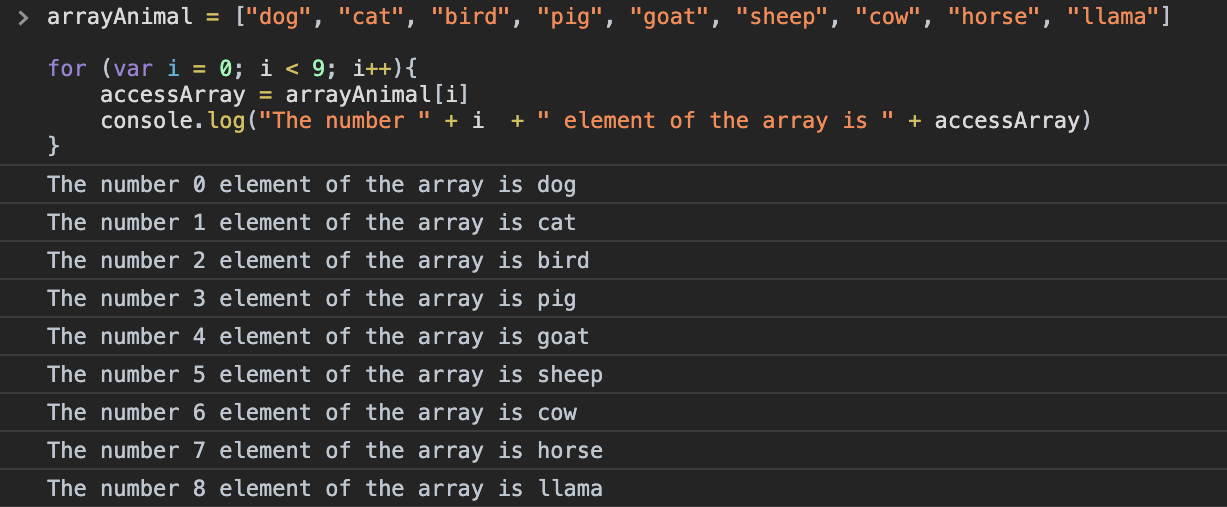 > arrayAnimal = ["dog", "cat", "bird", "pig", "goat", "sheep", "cow", "horse", "llama"]
for (var i = 0; i < 9; i++){
    accessArray = arrayAnimal[i]
    console.log("The number " + i  + " element of the array is " + accessArray)
}
The number 0 element of the array is dog
The number 1 element of the array is cat
The number 2 element of the array is bird
The number 3 element of the array is pig
The number 4 element of the array is goat
The number 5 element of the array is sheep
The number 6 element of the array is cow
The number 7 element of the array is horse
The number 8 element of the array is llama